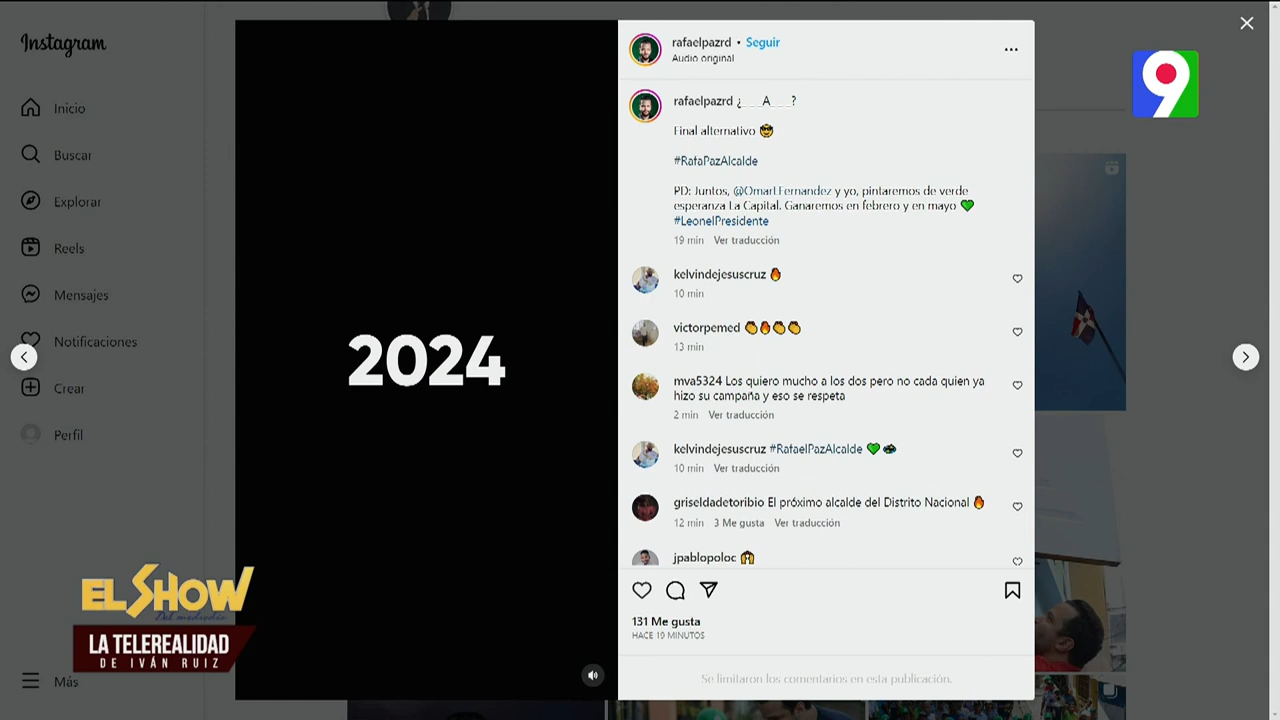 Instagram
Inicio
Buscar
Explorar
Reels
Mensajes
Notificaciones
Crear
Perfil
Más
2024
rafaelpazrd • Seguir
Audio original
rafaelpazrd ¿___A___?
Final alternativo 😎
#RafaPazAlcalde
PD: Juntos, @OmarLFernandez y yo, pintaremos de verde
esperanza La Capital. Ganaremos en febrero y en mayo 💚
#LeonelPresidente
19 min Ver traducción
kelvindejesuscruz 🔥
10 min
victorpemed 👏🔥👏👏
13 min
mva5324 Los quiero mucho a los dos pero no cada quien ya
hizo su campaña y eso se respeta
2 min Ver traducción
kelvindejesuscruz #RafaelPazAlcalde 💚
10 min Ver traducción
griseldadetoribio El próximo alcalde del Distrito Nacional 🔥
12 min 3 Me gusta Ver traducción
jpablopoloc 🙌
131 Me gusta
HACE 19 MINUTOS
Se limitaron los comentarios en esta publicación.
9
EL SHOW
Del mediodía
LA TELEREALIDAD
DE IVÁN RUIZ